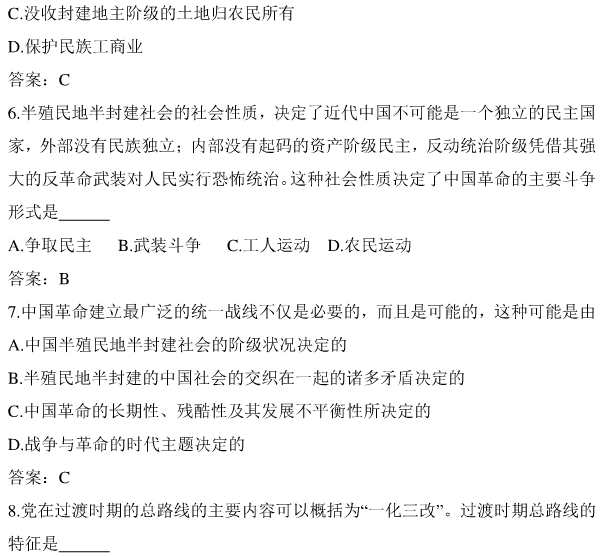 C.没收封建地主阶级的土地归农民所有
D.保护民族工商业
答案：C
6.半殖民地半封建社会的社会性质，决定了近代中国不可能是一个独立的民主国
家，外部没有民族独立；内部没有起码的资产阶级民主，反动统治阶级凭借其强
大的反革命武装对人民实行恐怖统治。这种社会性质决定了中国革命的主要斗争
形式是______
A.争取民主 B.武装斗争 C.工人运动 D.农民运动
答案：B
7.中国革命建立最广泛的统一战线不仅是必要的，而且是可能的，这种可能是由
A.中国半殖民地半封建社会的阶级状况决定的
B.半殖民地半封建的中国社会的交织在一起的诸多矛盾决定的
C.中国革命的长期性、残酷性及其发展不平衡性所决定的
D.战争与革命的时代主题决定的
答案：C
8.党在过渡时期的总路线的主要内容可以概括为“一化三改”。过渡时期总路线的
特征是______